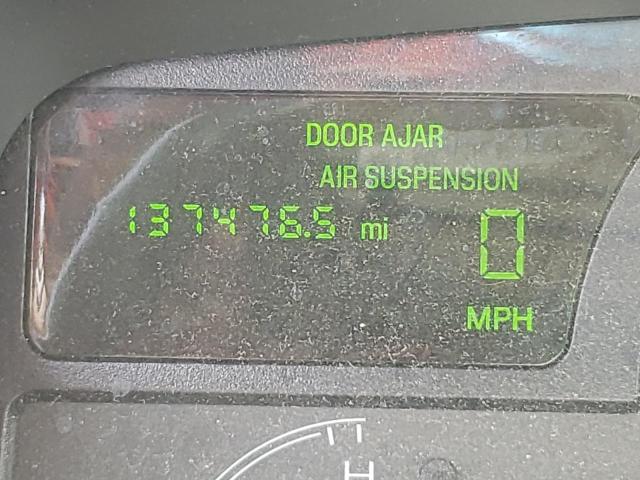 DOOR AJAR
AIR SUSPENSION
137476.5 mi 0
MPH
H